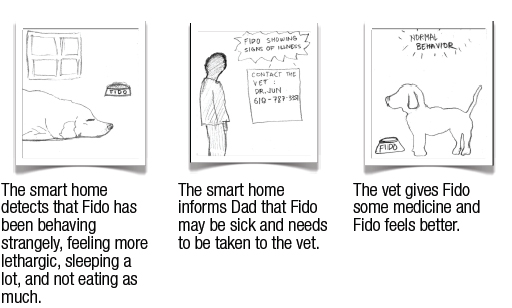 FIDO
FIDO SHOWING
SIGNS OF ILLNESS
CONTACT THE
VET:
DR. JUN
NORMAL
BEHAVIOR
FIDO
The smart home
detects that Fido has
been behaving
strangely, feeling more
lethargic, sleeping a
lot, and not eating as
much.
The smart home
informs Dad that Fido
may be sick and needs
to be taken to the vet.
The vet gives Fido
some medicine and
Fido feels better.